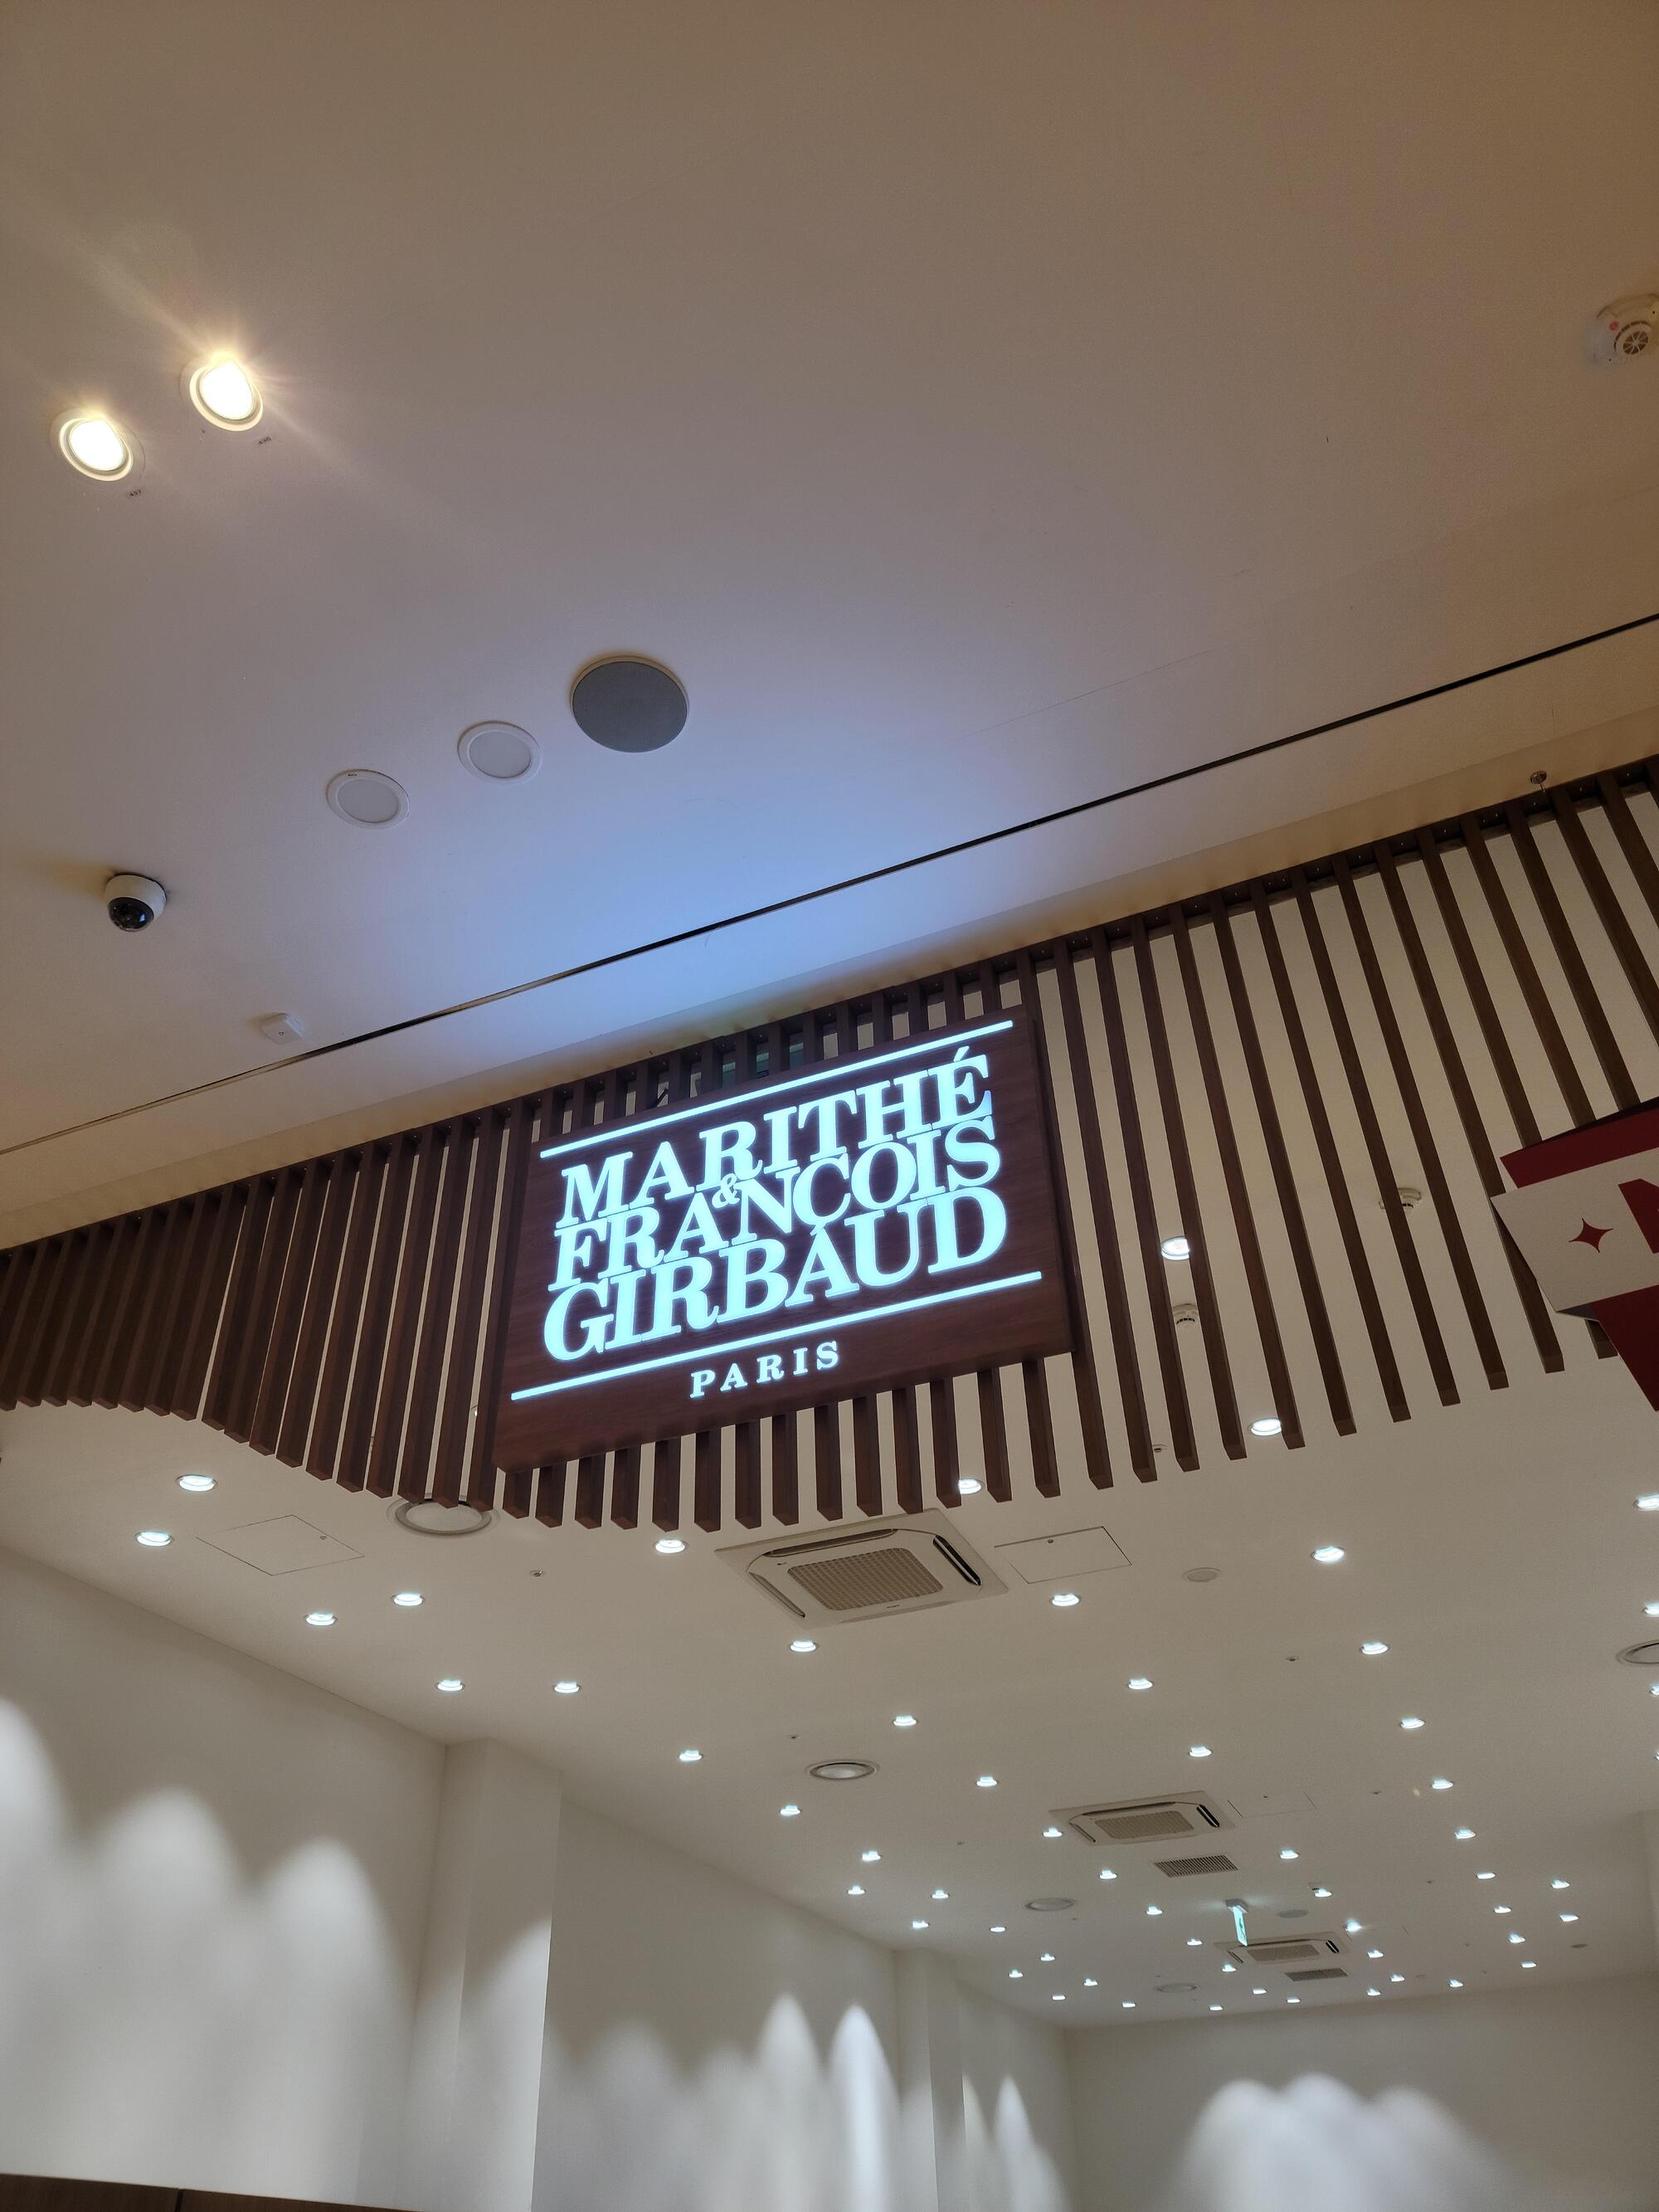 MARITHÉ
&
FRANCOIS
GIRBAUD
PARIS